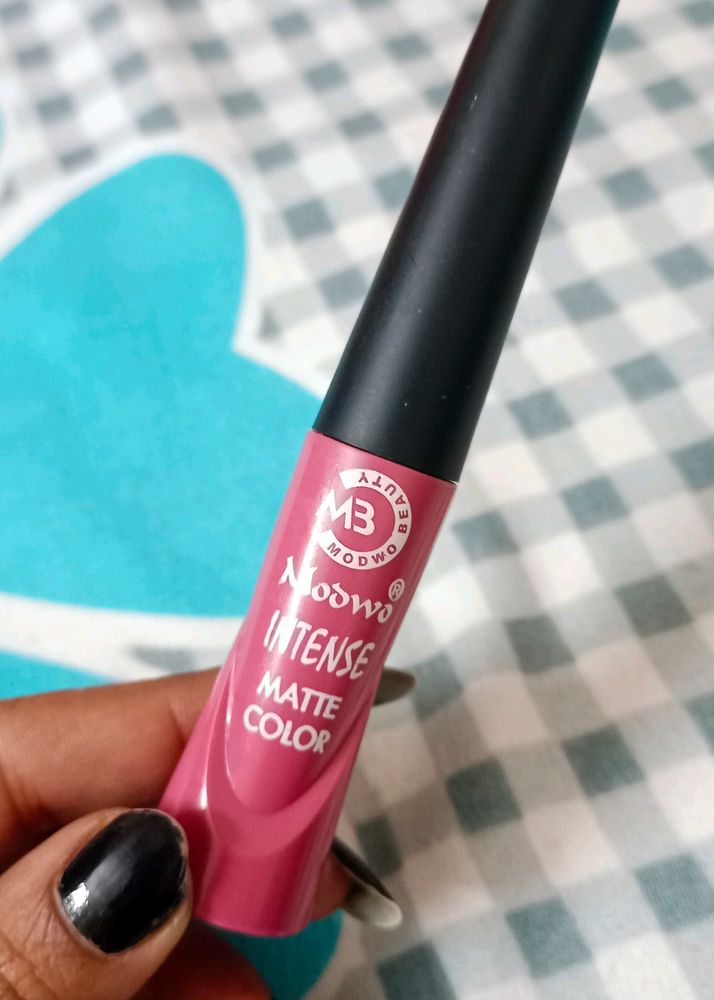 MB
MODWO BEAUTY
Modwo®
INTENSE
MATTE
COLOR